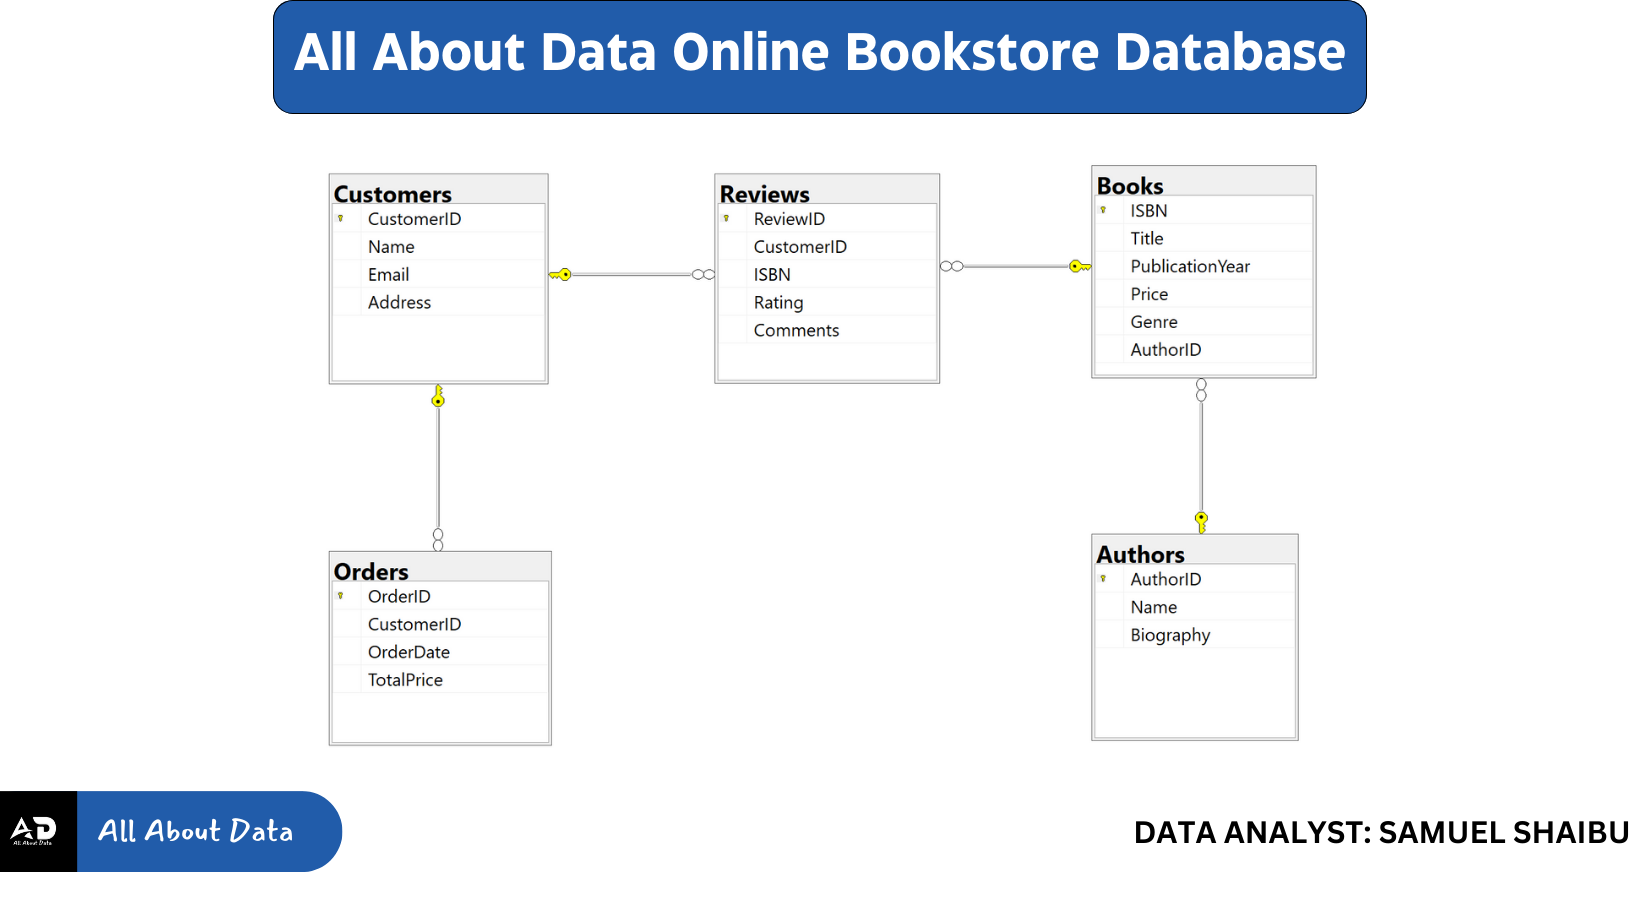 All About Data Online Bookstore Database
Customers
CustomerID
Name
Email
Address
Reviews
ReviewID
CustomerID
ISBN
Rating
Comments
Books
ISBN
Title
PublicationYear
Price
Genre
AuthorID
Orders
OrderID
CustomerID
OrderDate
TotalPrice
Authors
AuthorID
Name
Biography
AD
All About Data
All About Data
DATA ANALYST: SAMUEL SHAIBU